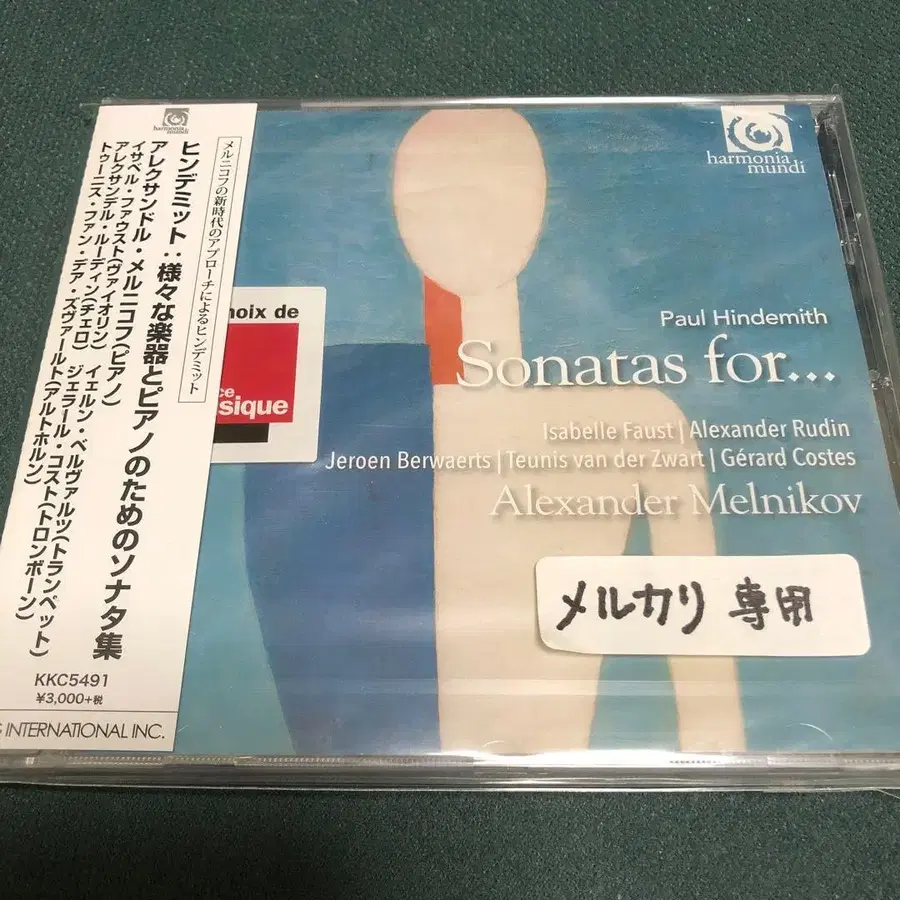 harmonia
mundi
メルニコフの新時代のアプローチによるヒンデミット
ヒンデミット：様々な楽器とピアノのためのソナタ集
アレクサンドル・メルニコフ(ピアノ)
イサベル・ファウスト(ヴァイオリン) イェルン・ベルヴァルツ(トランペット)
アレクサンデル・ルーディン(チェロ) ジェラール・コスト(トロンボーン)
トゥーニス・ファン・デア・ズヴァールト(アルトホルン)
KKC5491
¥3,000+税
INTERNATIONAL INC.
hoix de
ce
sique
harmonia
mundi
Paul Hindemith
Sonatas for...
Isabelle Faust | Alexander Rudin
Jeroen Berwaerts | Teunis van der Zwart | Gérard Costes
Alexander Melnikov
メルカリ 専用